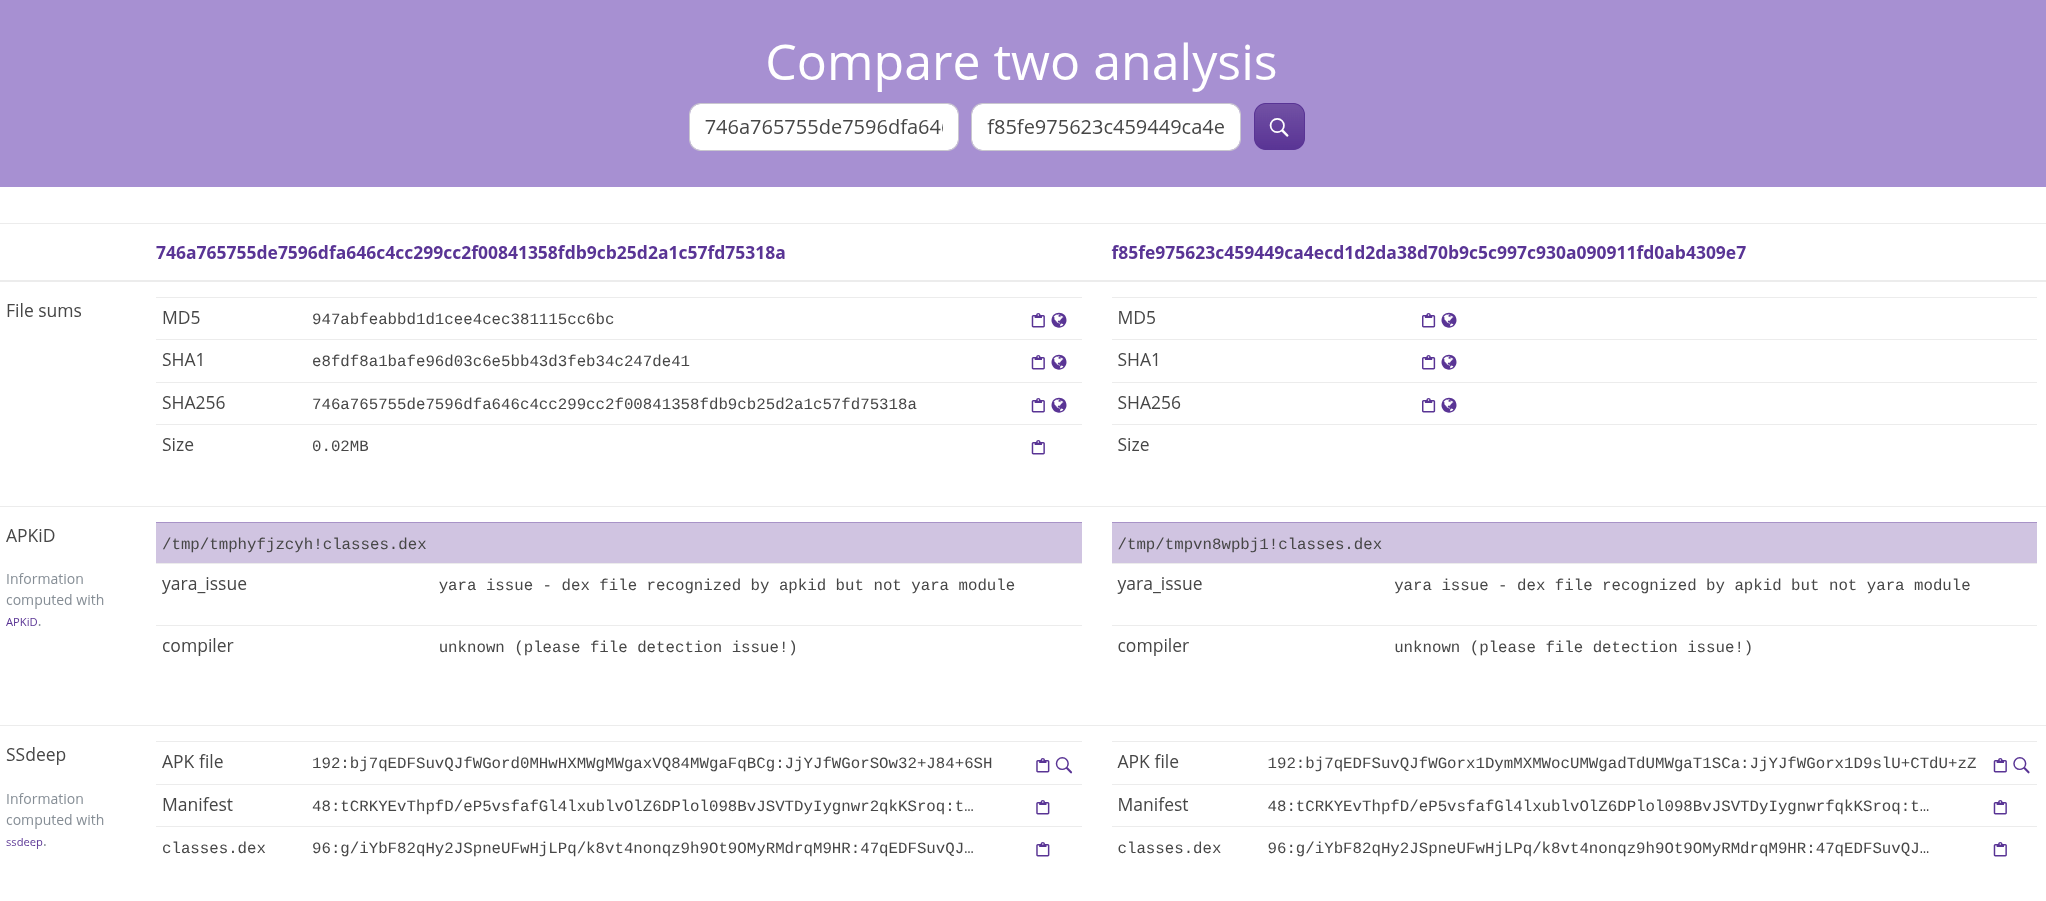 Compare two analysis
746a765755de7596dfa64
f85fe975623c459449ca4e
746a765755de7596dfa646c4cc299cc2f00841358fdb9cb25d2a1c57fd75318a
f85fe975623c459449ca4ecd1d2da38d70b9c5c997c930a090911fd0ab4309e7
File sums
MD5 947abfeabbd1d1cee4cec381115cc6bc
SHA1 e8fdf8a1bafe96d03c6e5bb43d3feb34c247de41
SHA256 746a765755de7596dfa646c4cc299cc2f00841358fdb9cb25d2a1c57fd75318a
Size 0.02MB
MD5
SHA1
SHA256
Size
APKiD
Information
computed with
APKiD.
/tmp/tmphyfjzcyh!classes.dex
yara_issue yara issue - dex file recognized by apkid but not yara module
compiler unknown (please file detection issue!)
/tmp/tmpvn8wpbj1!classes.dex
yara_issue yara issue - dex file recognized by apkid but not yara module
compiler unknown (please file detection issue!)
SSdeep
Information
computed with
ssdeep.
APK file 192:bj7qEDFSuvQJfWGord0MHwHXMWgMWgaxVQ84MWgaFqBCg:JjYJfWGorSOw32+J84+6SH
Manifest 48:tCRKYEvThpfD/eP5vsfafGl4lxublvOlZ6DPlol098BvJSVTDyIygnwr2qkKSroq:t…
classes.dex 96:g/iYbF82qHy2JSpneUFwHjLPq/k8vt4nonqz9h9Ot9OMyRMdrqM9HR:47qEDFSuvQJ…
APK file 192:bj7qEDFSuvQJfWGorx1DymMXMWocUMWgadTdUMWgaT1SCa:JjYJfWGorx1D9slU+CTdU+zZ
Manifest 48:tCRKYEvThpfD/eP5vsfafGl4lxublvOlZ6DPlol098BvJSVTDyIygnwrfqkKSroq:t…
classes.dex 96:g/iYbF82qHy2JSpneUFwHjLPq/k8vt4nonqz9h9Ot9OMyRMdrqM9HR:47qEDFSuvQJ…